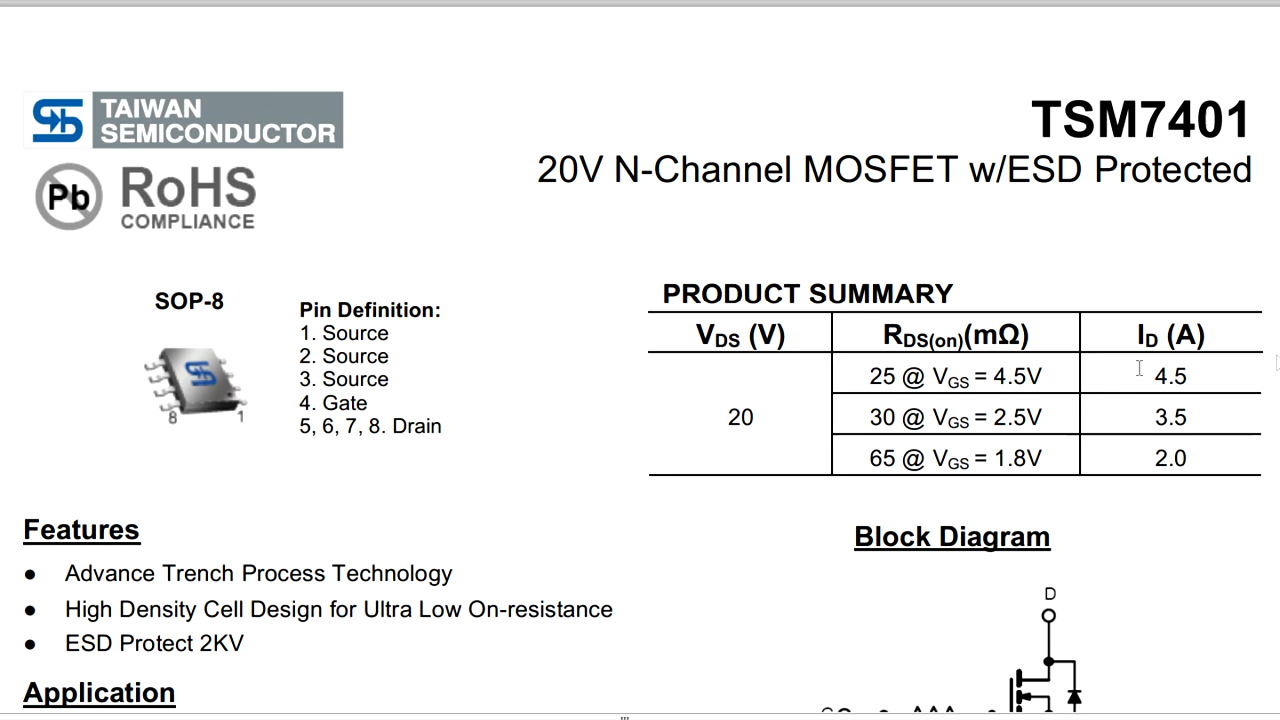 TAIWAN
SEMICONDUCTOR
Pb RoHS
COMPLIANCE
TSM7401
20V N-Channel MOSFET w/ESD Protected
SOP-8
8 1
Pin Definition:
1. Source
2. Source
3. Source
4. Gate
5, 6, 7, 8. Drain
PRODUCT SUMMARY
VDS (V) RDS(on)(mΩ) ID (A)
25 @ VGS = 4.5V 4.5
20 30 @ VGS = 2.5V 3.5
65 @ VGS = 1.8V 2.0
Features
● Advance Trench Process Technology
● High Density Cell Design for Ultra Low On-resistance
● ESD Protect 2KV
Application
Block Diagram
D